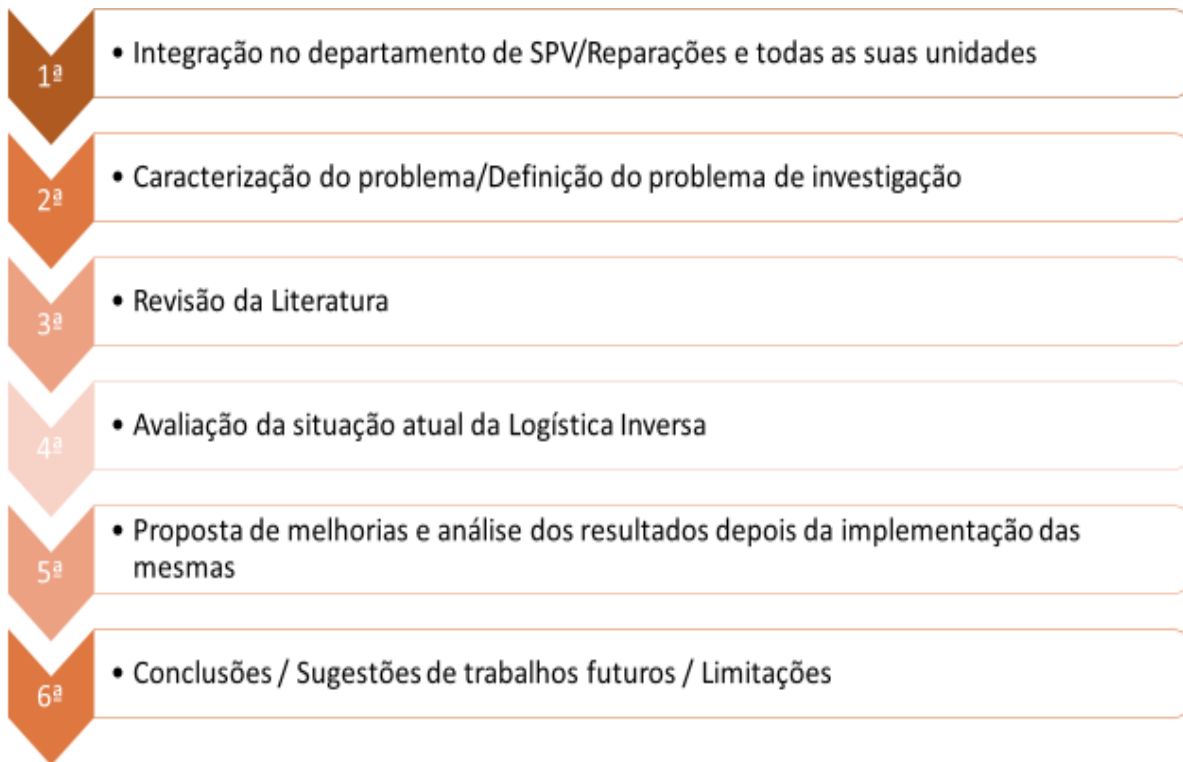 1ª
• Integração no departamento de SPV/Reparações e todas as suas unidades
2ª
• Caracterização do problema/Definição do problema de investigação
3ª
• Revisão da Literatura
4ª
• Avaliação da situação atual da Logística Inversa
5ª
• Proposta de melhorias e análise dos resultados depois da implementação das
mesmas
6ª
• Conclusões / Sugestões de trabalhos futuros / Limitações